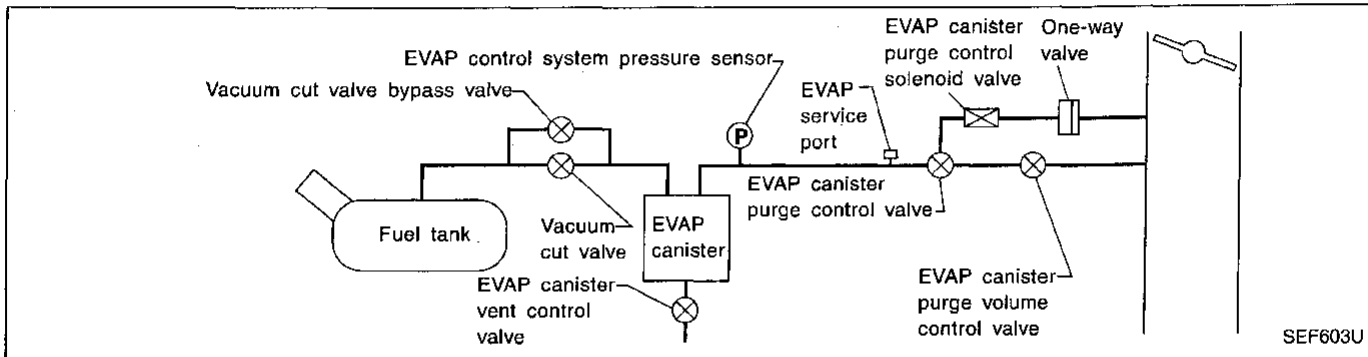 EVAP canister
purge control
solenoid valve
One-way
valve
EVAP control system pressure sensor
Vacuum cut valve bypass valve
EVAP
service
port
P
EVAP canister
purge control valve
Fuel tank
Vacuum
cut valve
EVAP
canister
EVAP canister
vent control
valve
EVAP canister
purge volume
control valve
SEF603U